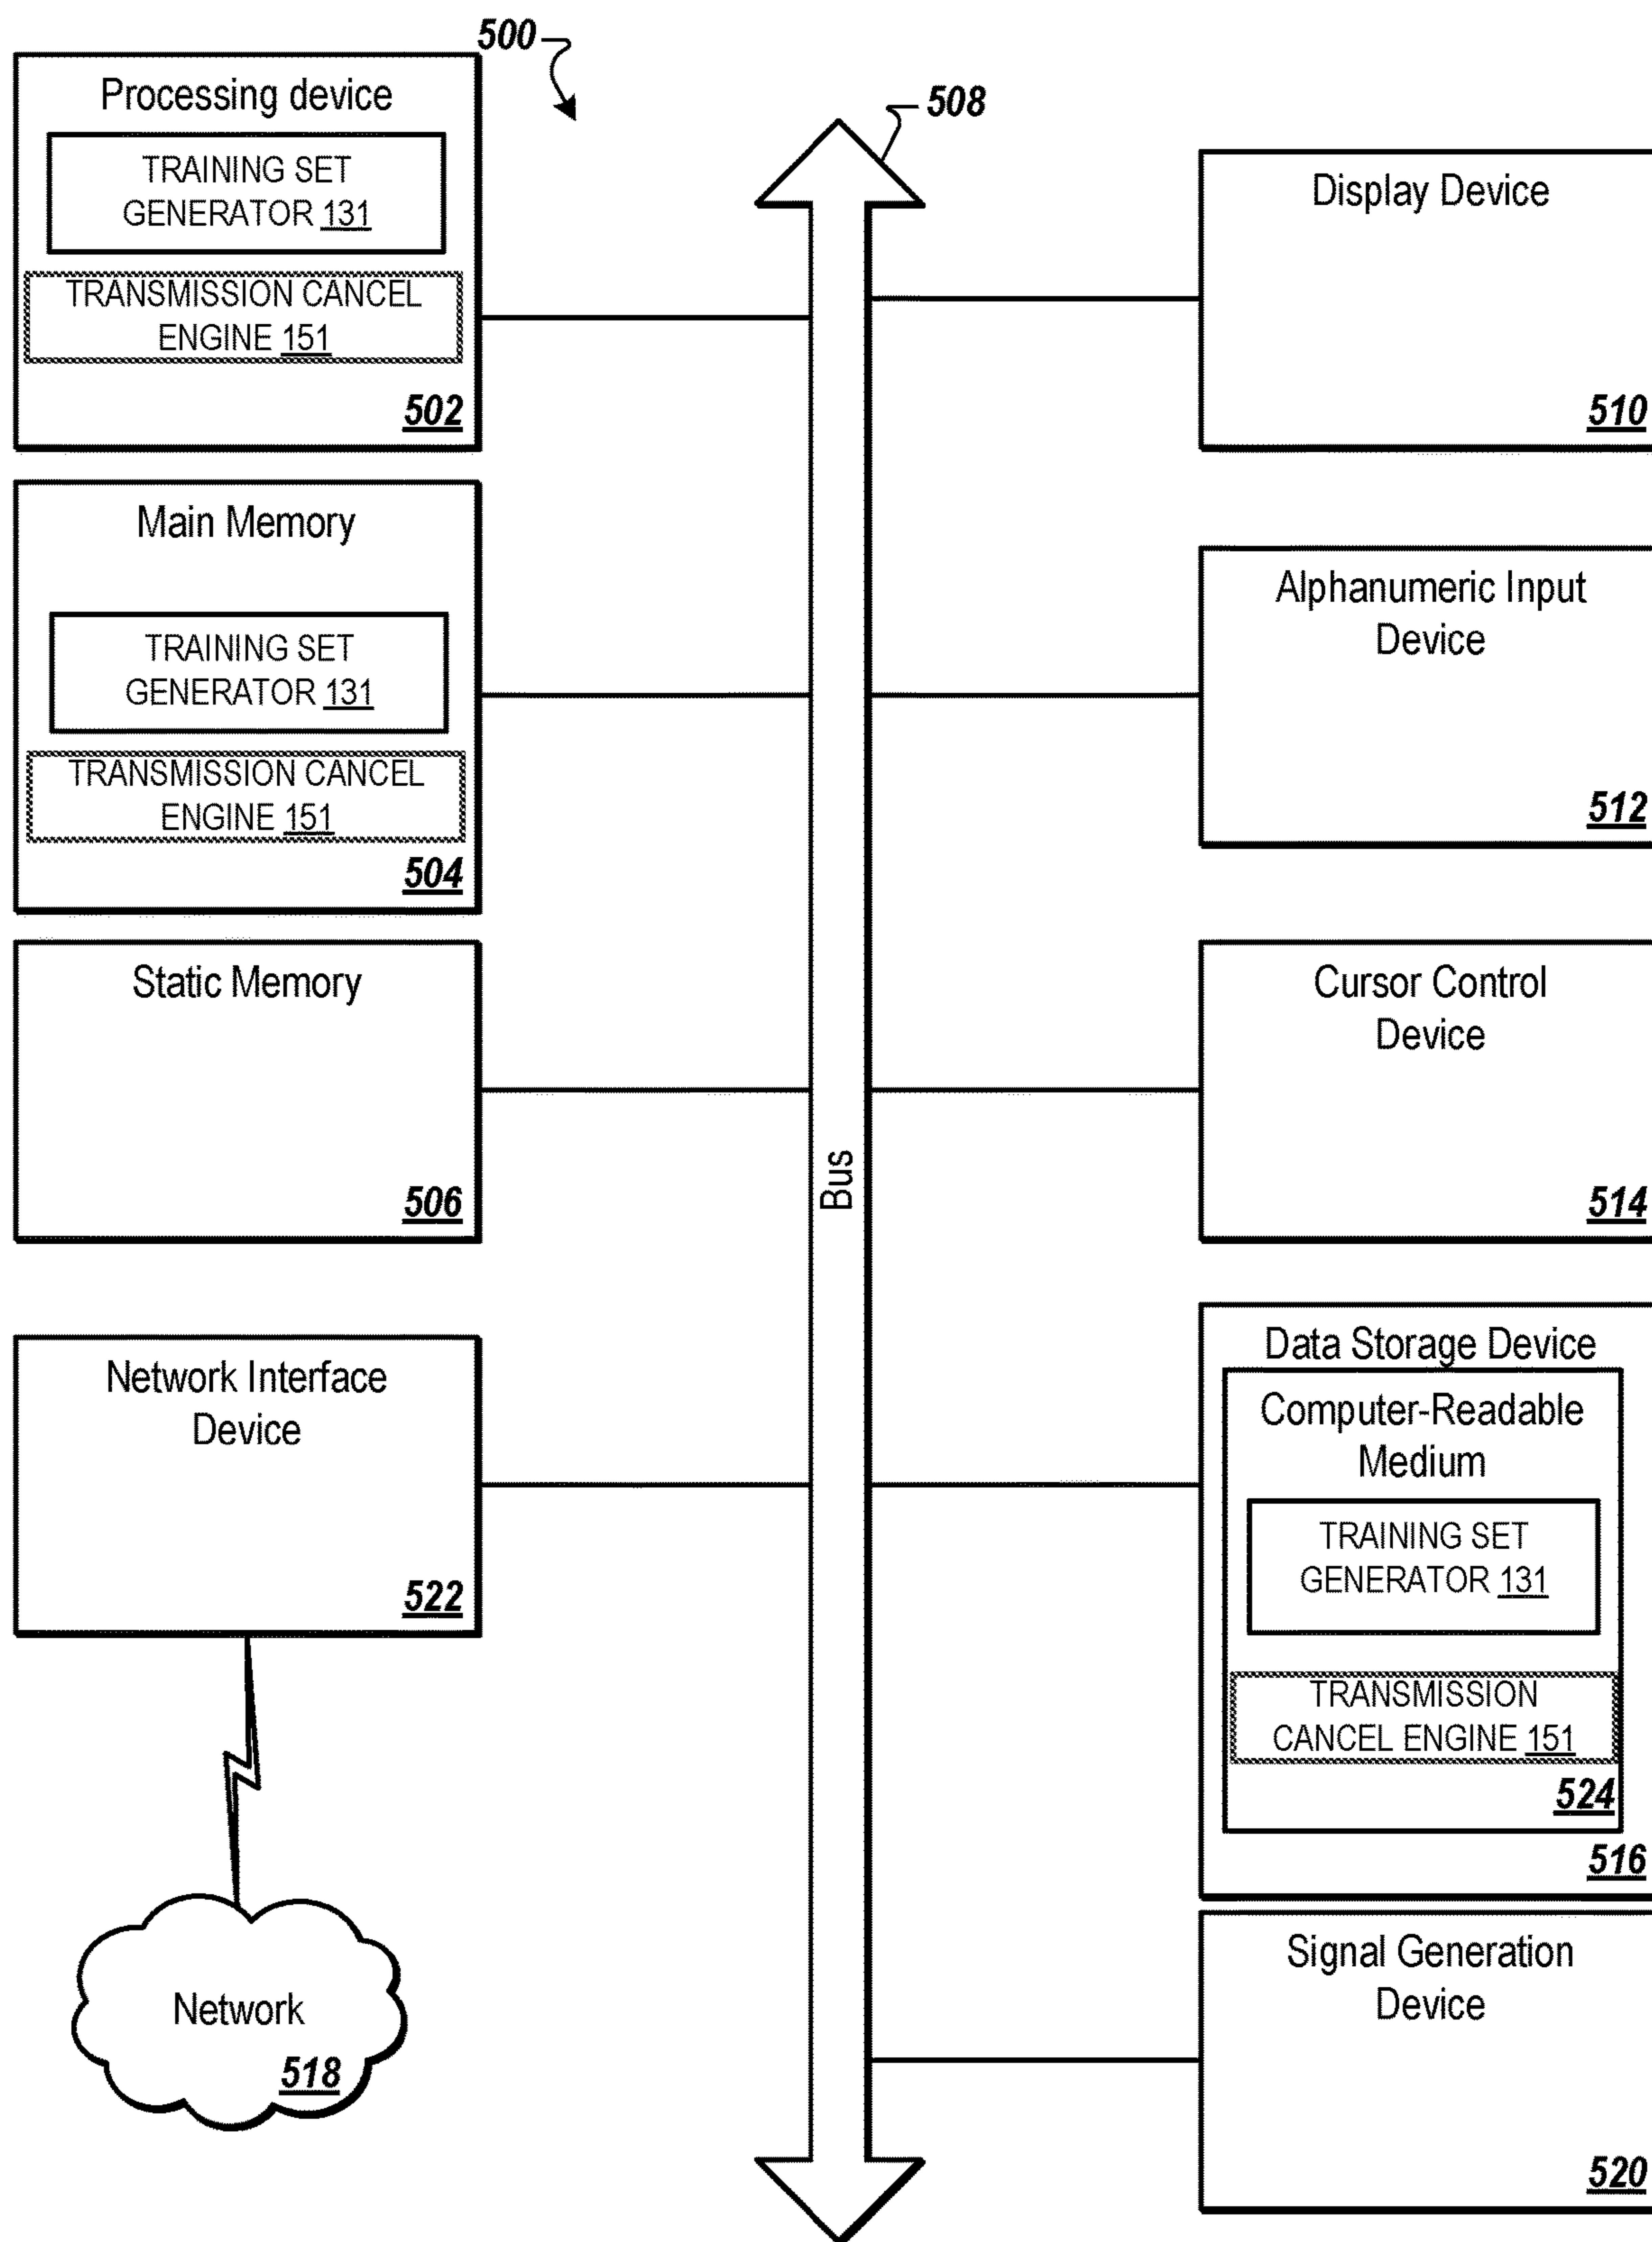 500
508
Processing device
TRAINING SET
GENERATOR 131
TRANSMISSION CANCEL
ENGINE 151
502
Main Memory
TRAINING SET
GENERATOR 131
TRANSMISSION CANCEL
ENGINE 151
504
Static Memory
506
Network Interface
Device
522
Network
518
Bus
Display Device
510
Alphanumeric Input
Device
512
Cursor Control
Device
514
Data Storage Device
Computer-Readable
Medium
TRAINING SET
GENERATOR 131
TRANSMISSION
CANCEL ENGINE 151
524
516
Signal Generation
Device
520